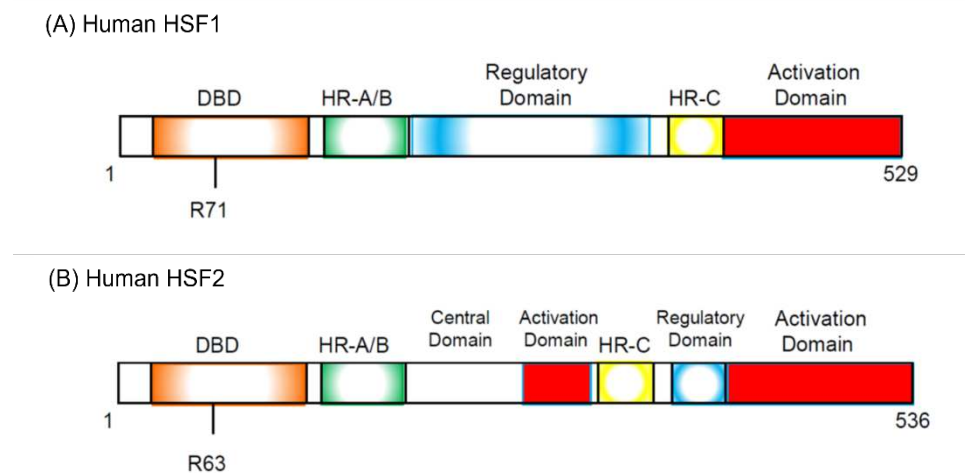 (A) Human HSF1
Regulatory Activation
DBD HR-A/B Domain HR-C Domain
1 529
R71
(B) Human HSF2
Central Activation Regulatory Activation
DBD HR-A/B Domain Domain HR-C Domain Domain
1 536
R63